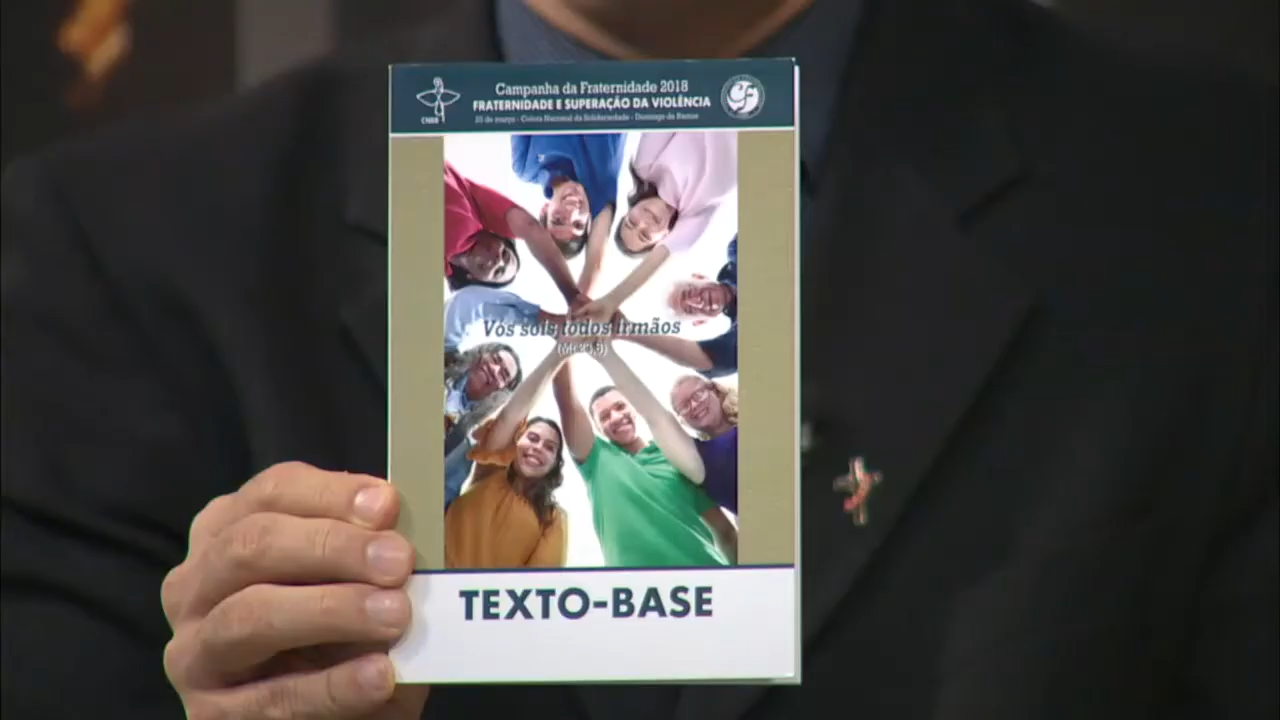 CNBB
Campanha da Fraternidade 2018
FRATERNIDADE E SUPERAÇÃO DA VIOLÊNCIA
25 de março - Coleta Nacional da Solidariedade - Domingo de Ramos
Vós sois todos irmãos
(Mt 23,8)
TEXTO-BASE